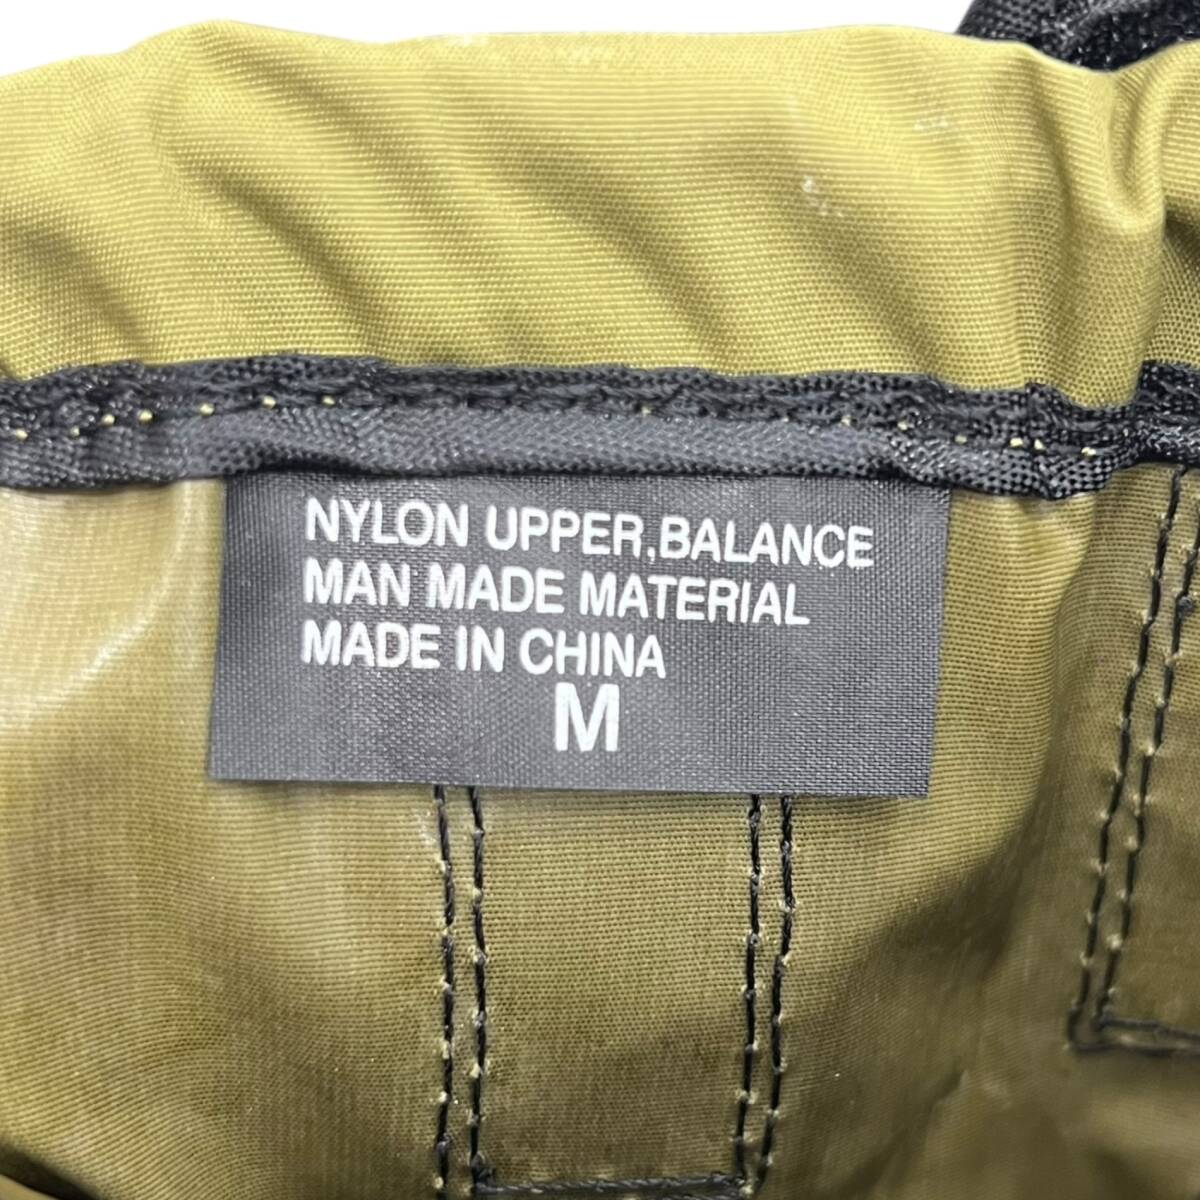 NYLON UPPER,BALANCE
MAN MADE MATERIAL
MADE IN CHINA
M